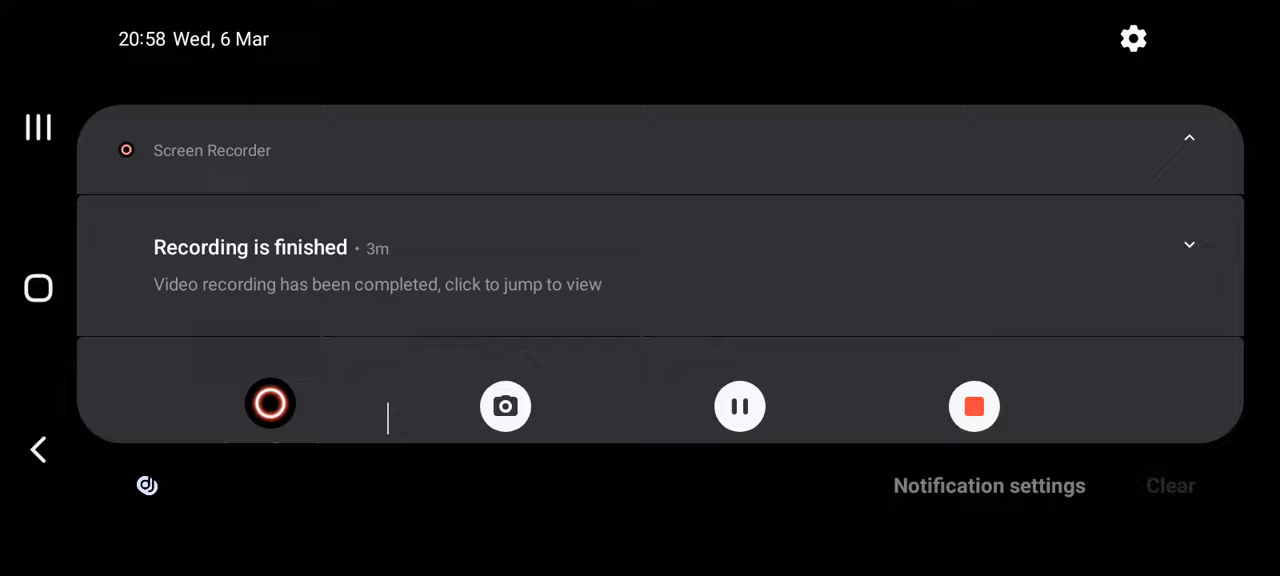 20:58 Wed, 6 Mar
Screen Recorder
Recording is finished • 3m
Video recording has been completed, click to jump to view
Notification settings
Clear